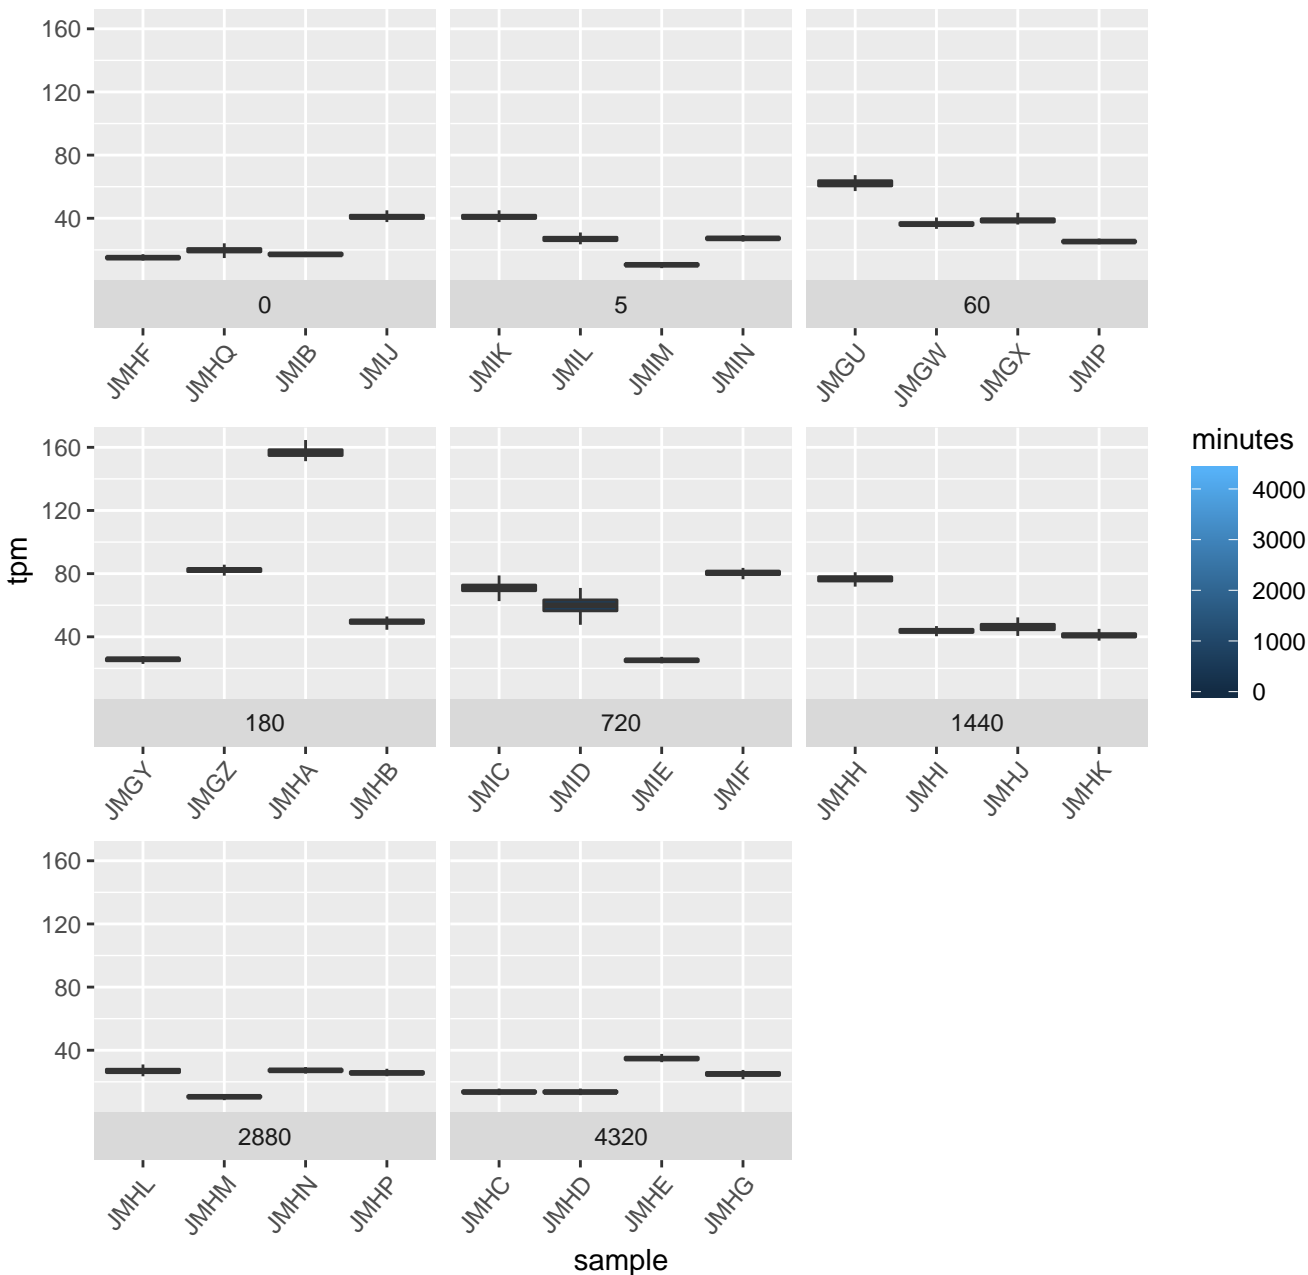 160
120
80
40
0
5
60
JMHF
JMHQ
JMIB
JMIJ
JMIK
JMIL
JMIM
JMIN
JMGU
JMGW
JMGX
JMIP
tpm
160
120
80
40
180
720
1440
JMGY
JMGZ
JMHA
JMHB
JMIC
JMID
JMIE
JMIF
JMHH
JMHI
JMHJ
JMHK
160
120
80
40
2880
4320
JMHL
JMHM
JMHN
JMHP
JMHC
JMHD
JMHE
JMHG
sample
minutes
4000
3000
2000
1000
0